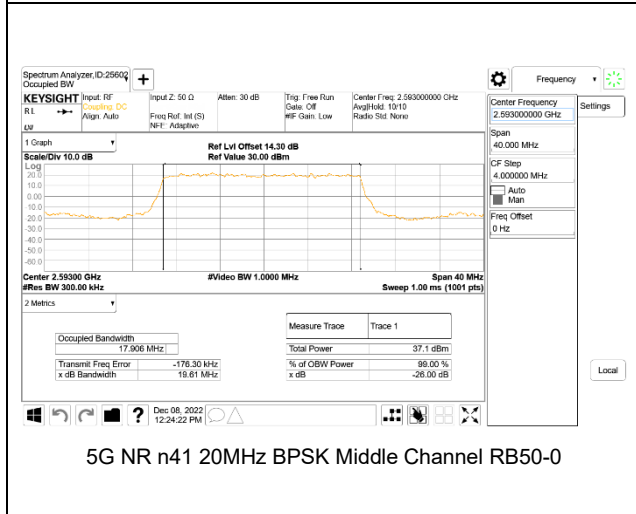 Spectrum Analyzer,ID:25602
Occupied BW
+
Frequency
KEYSIGHT Input: RF Input Z: 50 Ω Atten: 30 dB Trig: Free Run Center Freq: 2.593000000 GHz
RL Coupling: DC Gate: Off Avg|Hold: 10/10
Align: Auto Freq Ref: Int (S) #IF Gain: Low Radio Std: None
NFE: Adaptive
Center Frequency
2.593000000 GHz
Settings
Span
40.000 MHz
CF Step
4.000000 MHz
Auto
Man
Freq Offset
0 Hz
Local
1 Graph
Ref Lvl Offset 14.30 dB
Scale/Div 10.0 dB Ref Value 30.00 dBm
Log
20.0
10.0
0.00
-10.0
-20.0
-30.0
-40.0
-50.0
-60.0
Center 2.59300 GHz #Video BW 1.0000 MHz Span 40 MHz
#Res BW 300.00 kHz Sweep 1.00 ms (1001 pts)
2 Metrics
Measure Trace Trace 1
Occupied Bandwidth
17.906 MHz Total Power 37.1 dBm
Transmit Freq Error -176.30 kHz % of OBW Power 99.00 %
x dB Bandwidth 19.61 MHz x dB -26.00 dB
? Dec 08, 2022
12:24:22 PM
5G NR n41 20MHz BPSK Middle Channel RB50-0